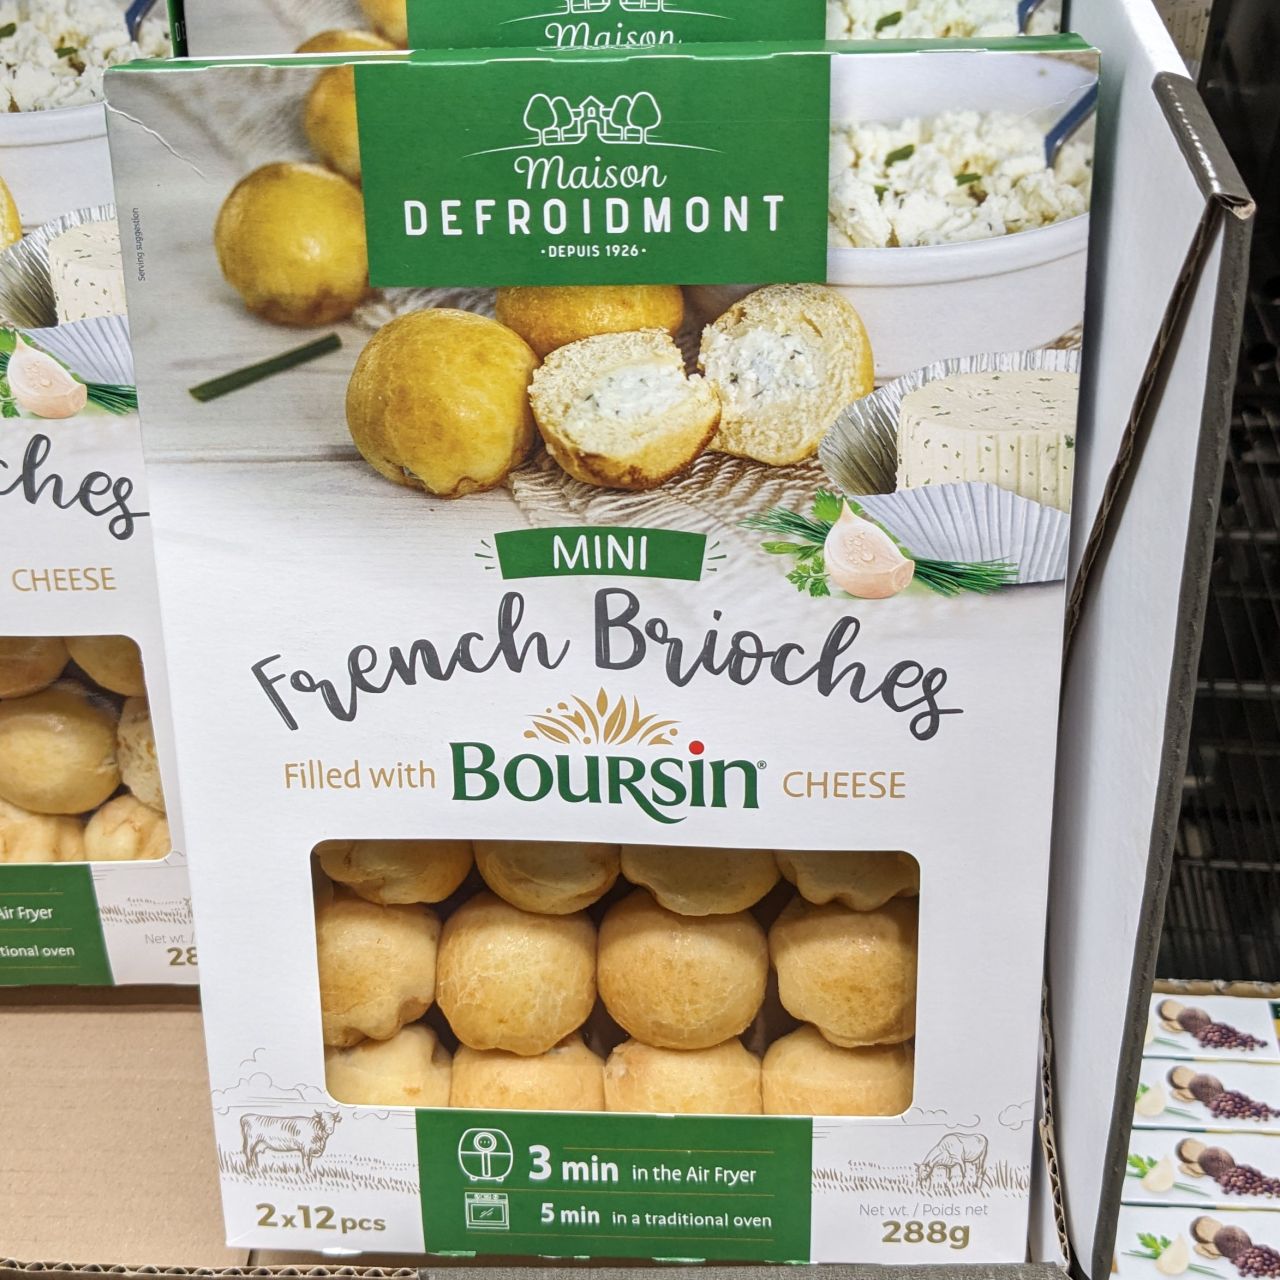 Maison
Maison
DEFROIDMONT
·DEPUIS 1926·
Serving suggestion
MINI
French Brioches
Filled with BOURSIN® CHEESE
3 min in the Air Fryer
5 min in a traditional oven
2x12pcs
Net wt. / Poids net
288g
ches
CHEESE
Air Fryer
tional oven
Net wt. /
28